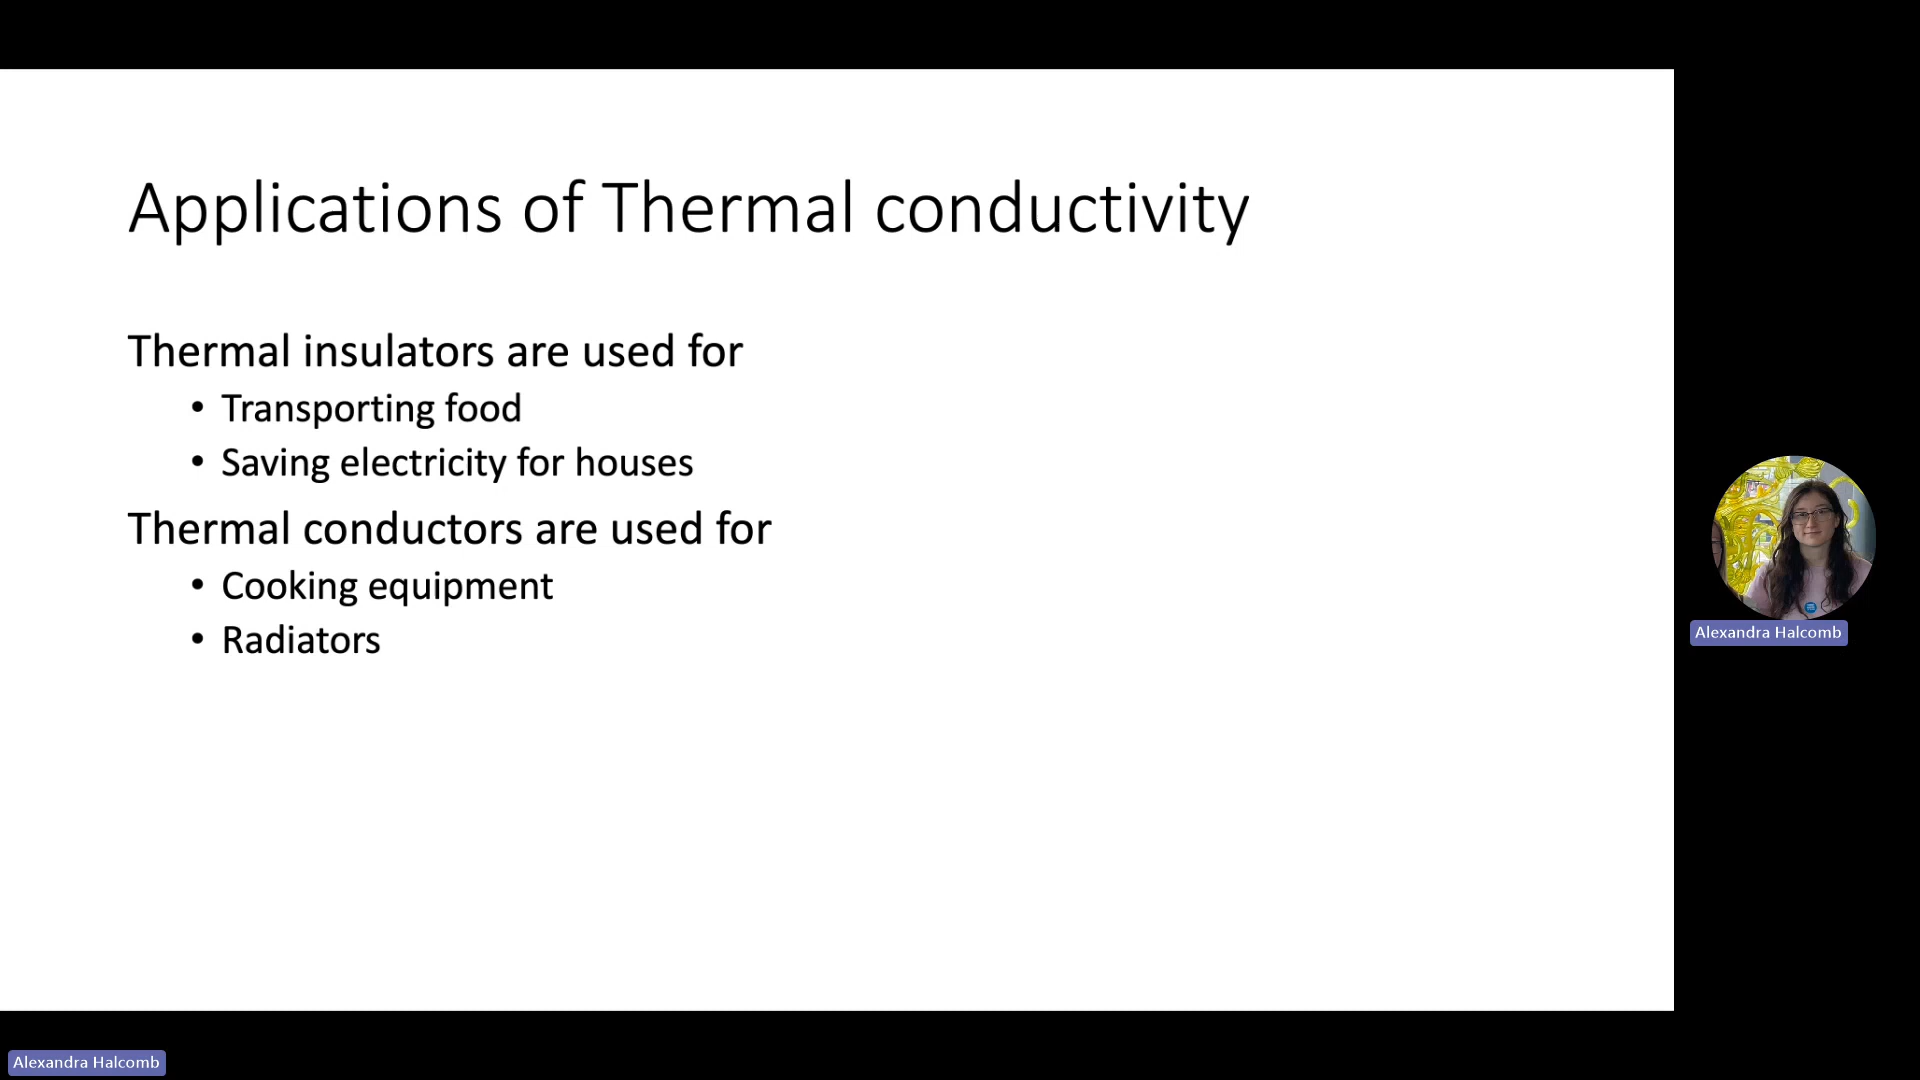 Applications of Thermal conductivity
Thermal insulators are used for
• Transporting food
• Saving electricity for houses
Thermal conductors are used for
• Cooking equipment
• Radiators
Alexandra Halcomb
Alexandra Halcomb